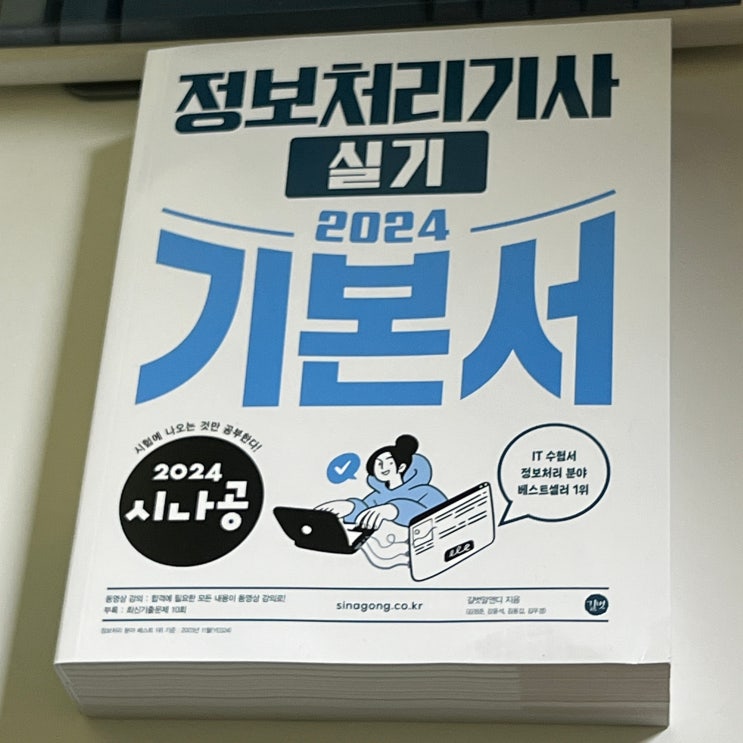 정보처리기사
실기
2024
기본서
시험에 나오는 것만 공부한다!
2024
시나공
IT 수험서
정보처리 분야
베스트셀러 1위
동영상 강의 : 합격에 필요한 모든 내용이 동영상 강의로!
부록 : 최신기출문제 10회
sinagong.co.kr
길벗알앤디 지음
길벗